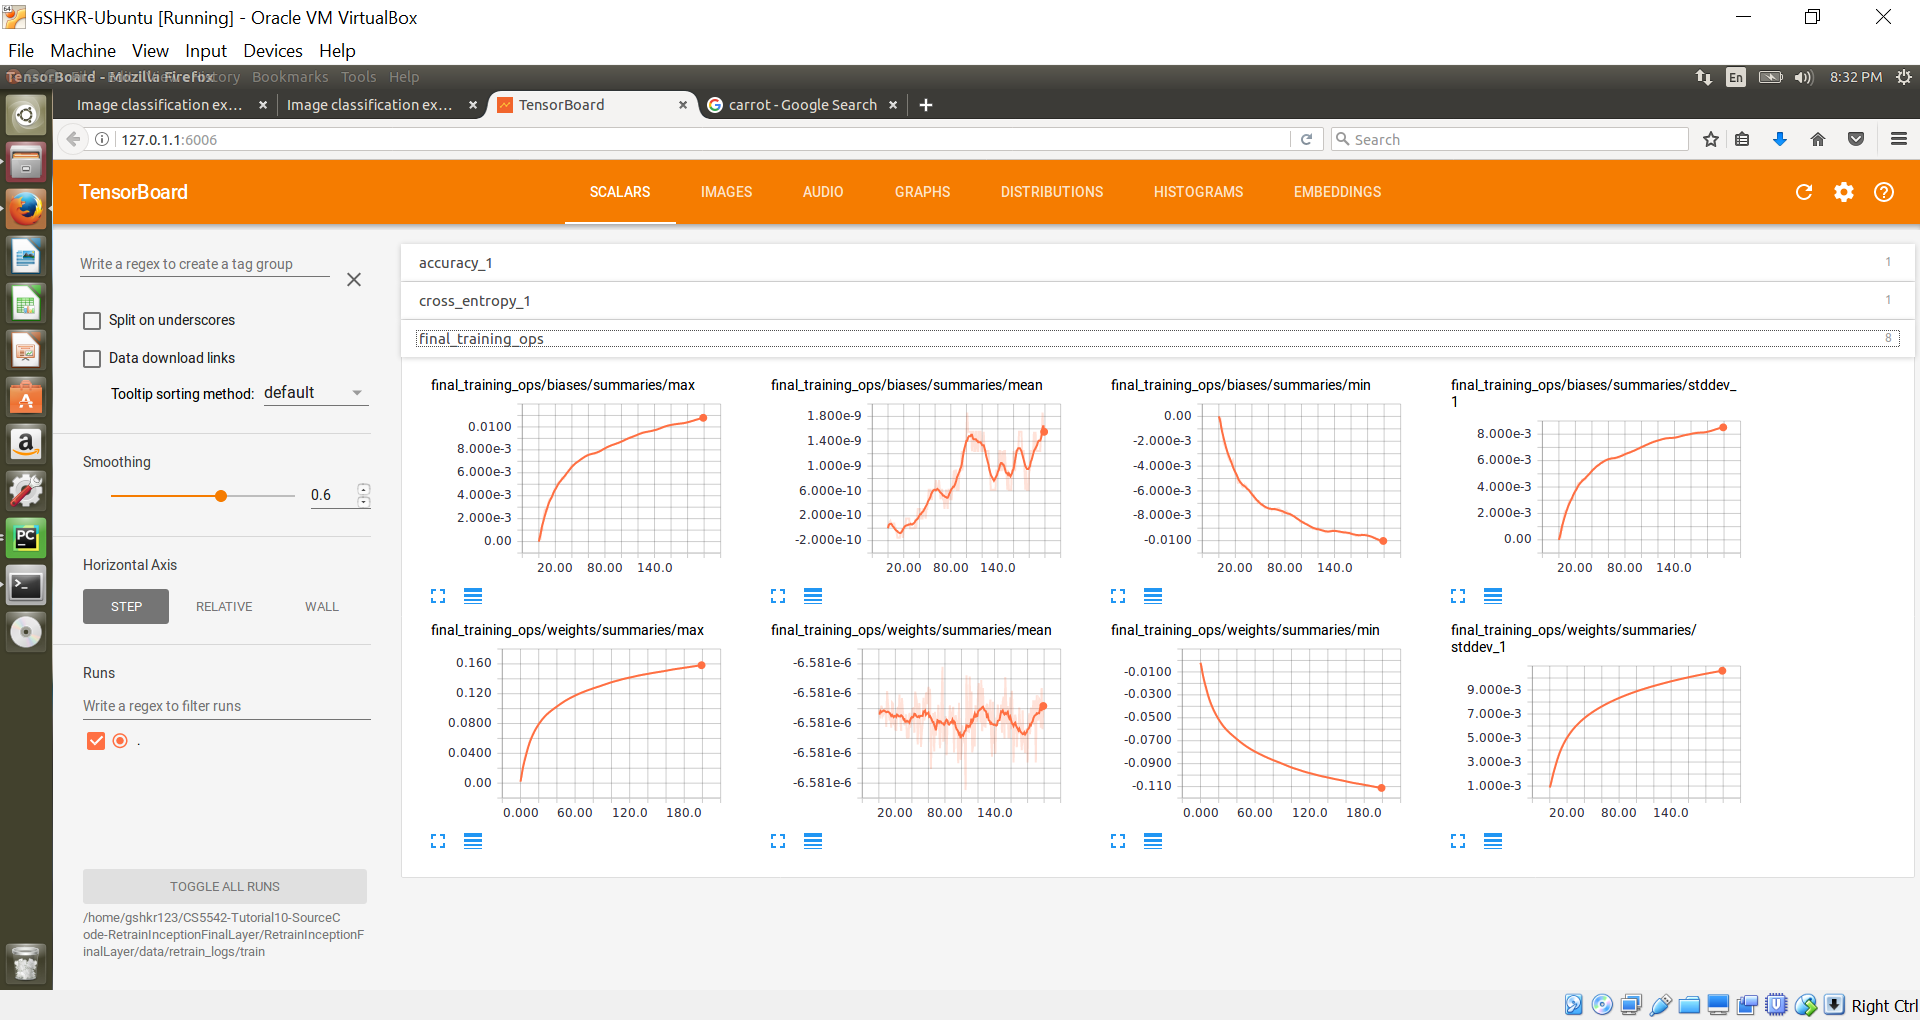 GSHKR-Ubuntu [Running] - Oracle VM VirtualBox
File Machine View Input Devices Help
TensorBoard - Mozilla Firefox History Bookmarks Tools Help
En 8:32 PM
Image classification ex... × Image classification ex... × TensorBoard × carrot - Google Search × +
127.0.1.1:6006
Search
TensorBoard SCALARS IMAGES AUDIO GRAPHS DISTRIBUTIONS HISTOGRAMS EMBEDDINGS
Write a regex to create a tag group
Split on underscores
Data download links
Tooltip sorting method: default
Smoothing
0.6
Horizontal Axis
STEP RELATIVE WALL
Runs
Write a regex to filter runs
.
TOGGLE ALL RUNS
/home/gshkr123/CS5542-Tutorial10-SourceC
ode-RetrainInceptionFinalLayer/RetrainInceptionF
inalLayer/data/retrain_logs/train
accuracy_1 1
cross_entropy_1 1
final_training_ops 8
final_training_ops/biases/summaries/max
0.0100
8.000e-3
6.000e-3
4.000e-3
2.000e-3
0.00
20.00 80.00 140.0
final_training_ops/biases/summaries/mean
1.800e-9
1.400e-9
1.000e-9
6.000e-10
2.000e-10
-2.000e-10
20.00 80.00 140.0
final_training_ops/biases/summaries/min
0.00
-2.000e-3
-4.000e-3
-6.000e-3
-8.000e-3
-0.0100
20.00 80.00 140.0
final_training_ops/biases/summaries/stddev_
1
8.000e-3
6.000e-3
4.000e-3
2.000e-3
0.00
20.00 80.00 140.0
final_training_ops/weights/summaries/max
0.160
0.120
0.0800
0.0400
0.00
0.000 60.00 120.0 180.0
final_training_ops/weights/summaries/mean
-6.581e-6
-6.581e-6
-6.581e-6
-6.581e-6
-6.581e-6
20.00 80.00 140.0
final_training_ops/weights/summaries/min
-0.0100
-0.0300
-0.0500
-0.0700
-0.0900
-0.110
0.000 60.00 120.0 180.0
final_training_ops/weights/summaries/
stddev_1
9.000e-3
7.000e-3
5.000e-3
3.000e-3
1.000e-3
20.00 80.00 140.0
Right Ctrl